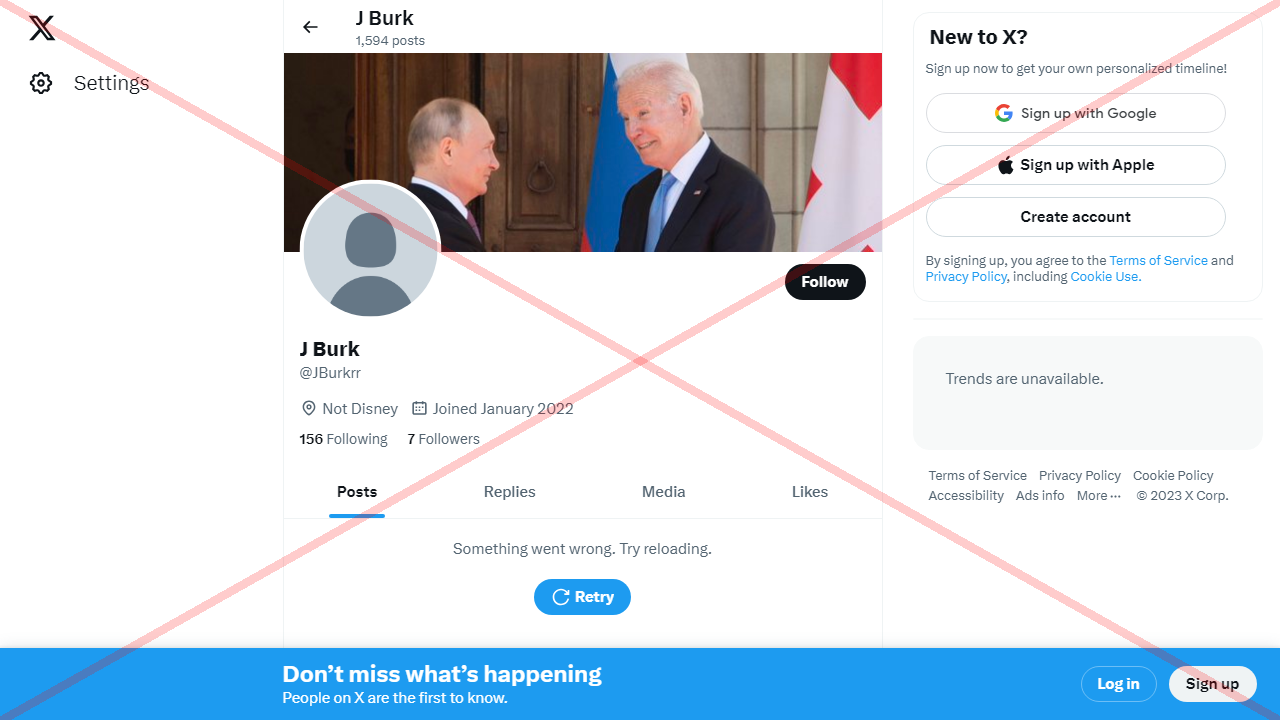 J Burk
1,594 posts
Settings
J Burk
@JBurkrr
Not Disney Joined January 2022
156 Following 7 Followers
Follow
Posts Replies Media Likes
Something went wrong. Try reloading.
Retry
New to X?
Sign up now to get your own personalized timeline!
Sign up with Google
Sign up with Apple
Create account
By signing up, you agree to the Terms of Service and
Privacy Policy, including Cookie Use.
Trends are unavailable.
Terms of Service Privacy Policy Cookie Policy
Accessibility Ads info More ··· © 2023 X Corp.
Don’t miss what’s happening
People on X are the first to know.
Log in Sign up